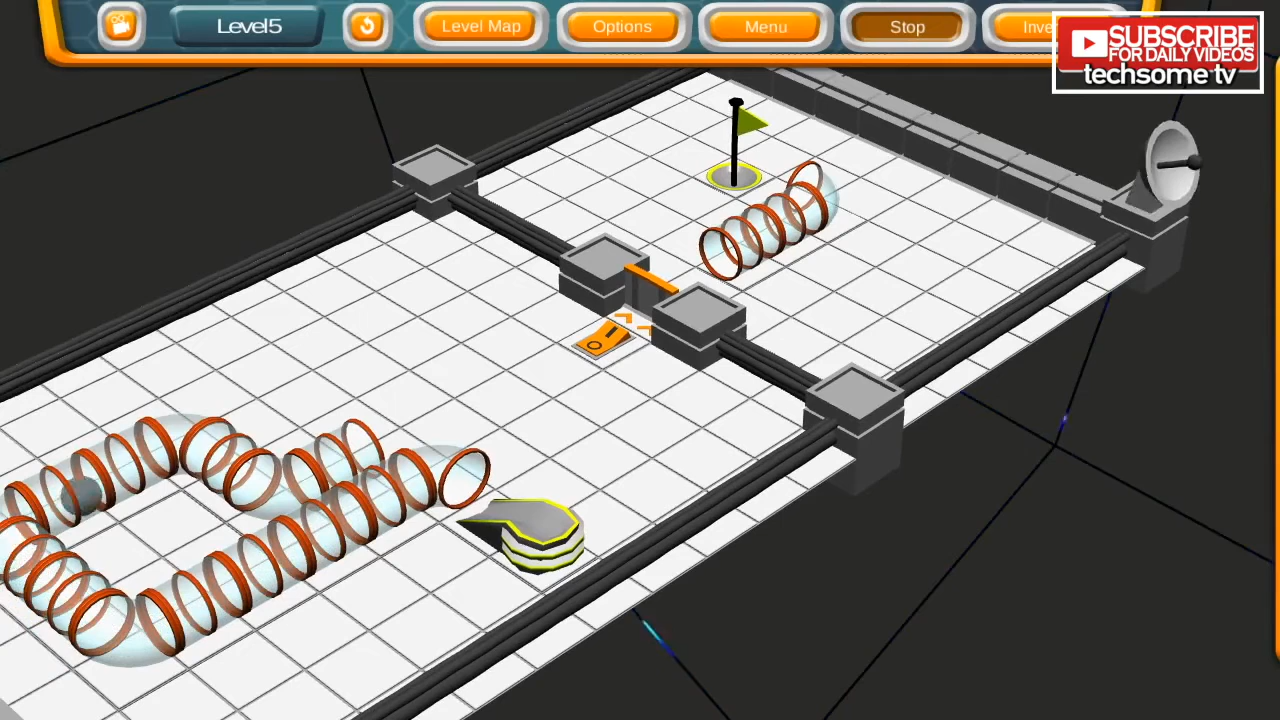 Level5
Level Map
Options
Menu
Stop
SUBSCRIBE
FOR DAILY VIDEOS
techsome tv